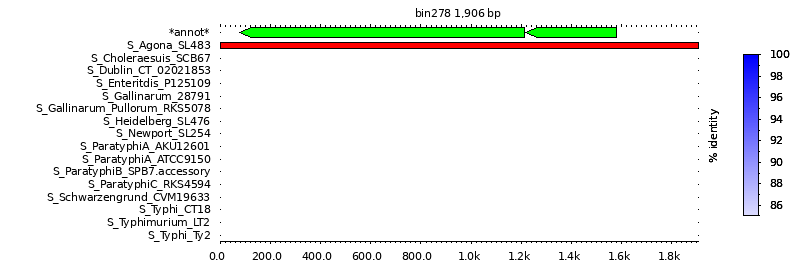 bin278 1,906 bp
*annot*
S_Agona_SL483
S_Choleraesuis_SCB67
S_Dublin_CT_02021853
S_Enteritdis_P125109
S_Gallinarum_28791
S_Gallinarum_Pullorum_RKS5078
S_Heidelberg_SL476
S_Newport_SL254
S_ParatyphiA_AKU12601
S_ParatyphiA_ATCC9150
S_ParatyphiB_SPB7.accessory
S_ParatyphiC_RKS4594
S_Schwarzengrund_CVM19633
S_Typhi_CT18
S_Typhimurium_LT2
S_Typhi_Ty2
0.0 200.0 400.0 600.0 800.0 1.0k 1.2k 1.4k 1.6k 1.8k
% identity
100
98
96
94
92
90
88
86